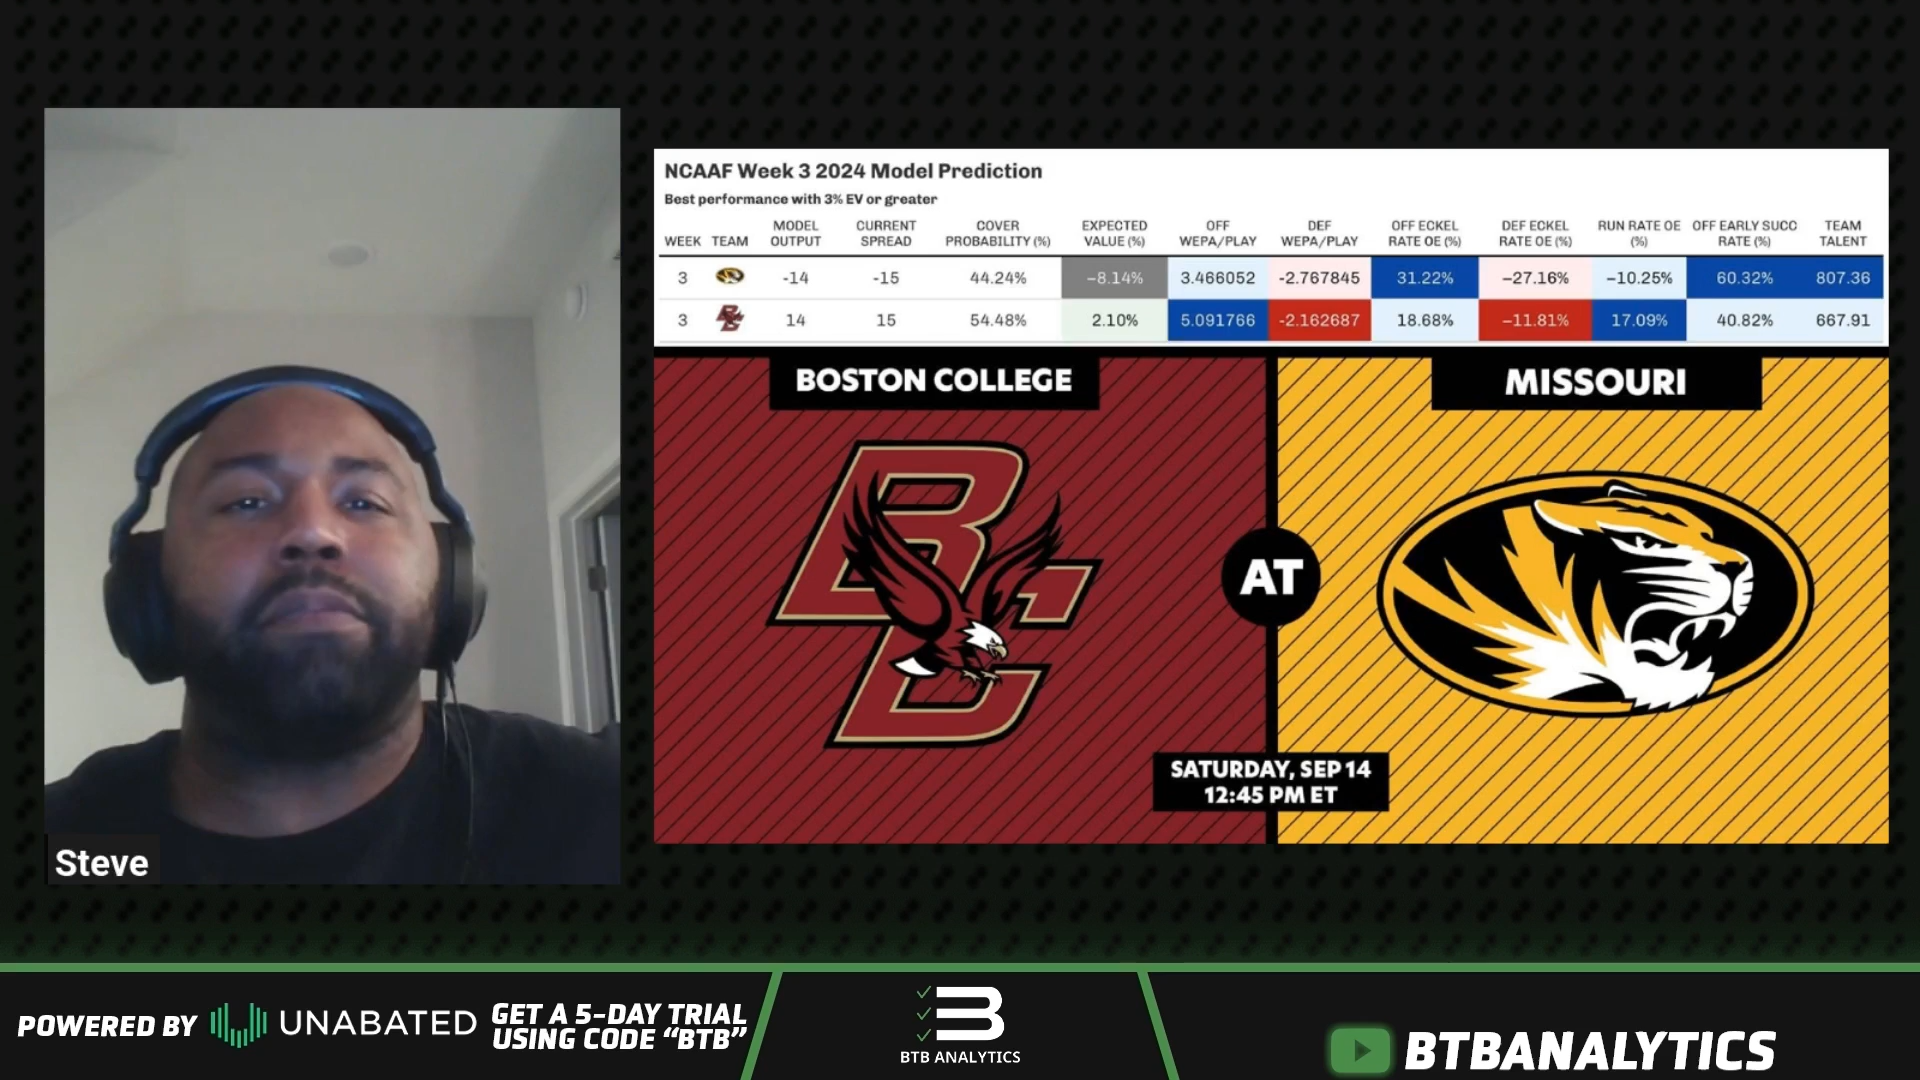 NCAAF Week 3 2024 Model Prediction
Best performance with 3% EV or greater
WEEK TEAM MODEL OUTPUT CURRENT SPREAD COVER PROBABILITY (%) EXPECTED VALUE (%) OFF WEPA/PLAY DEF WEPA/PLAY OFF ECKEL RATE OE (%) DEF ECKEL RATE OE (%) RUN RATE OE (%) OFF EARLY SUCC RATE (%) TEAM TALENT
3 -14 -15 44.24% −8.14% 3.466052 -2.767845 31.22% −27.16% −10.25% 60.32% 807.36
3 14 15 54.48% 2.10% 5.091766 -2.162687 18.68% −11.81% 17.09% 40.82% 667.91
BOSTON COLLEGE
MISSOURI
BC
AT
SATURDAY, SEP 14
12:45 PM ET
Steve
POWERED BY UNABATED
GET A 5-DAY TRIAL
USING CODE “BTB”
B
BTB ANALYTICS
BTBANALYTICS